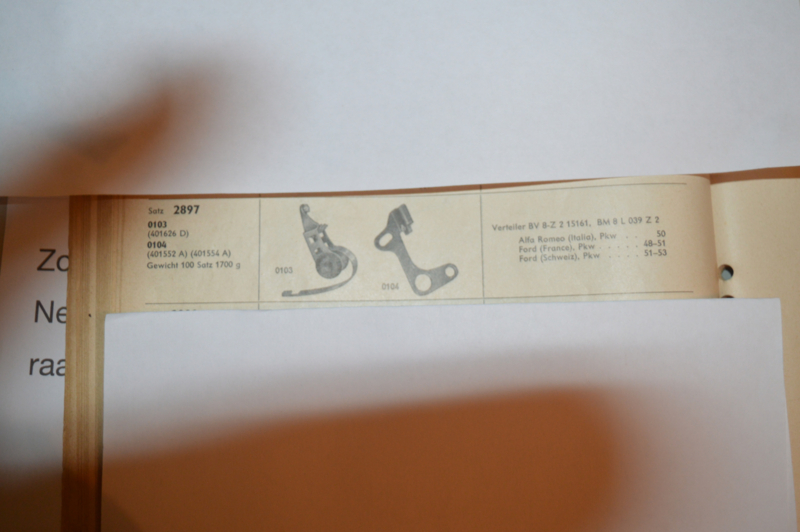 Satz 2897
0103
(401626 D)
0104
(401552 A) (401554 A)
Gewicht 100 Satz 1700 g
0103
0104
Verteiler BV 8-Z 2 15161, BM 8 L 039 Z 2
Alfa Romeo (Italia), Pkw . . . 50
Ford (France), Pkw . . . . . . 48-51
Ford (Schweiz), Pkw . . . . . 51-53
Zo
Ne
raa